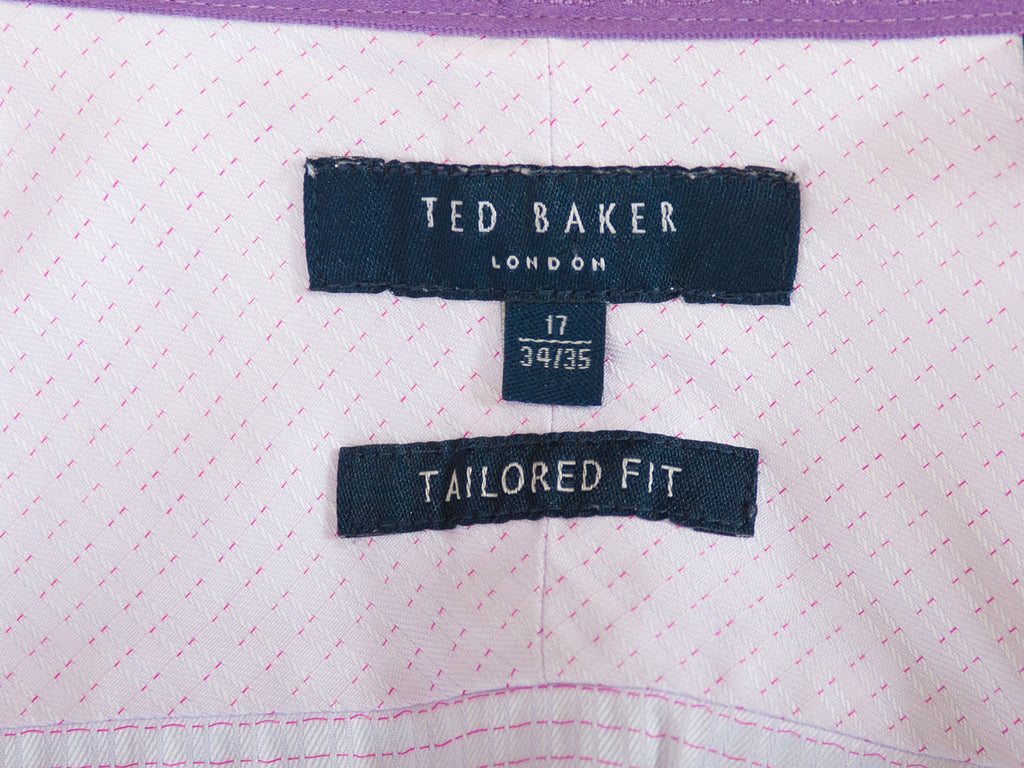 TED BAKER
LONDON
17
34/35
TAILORED FIT